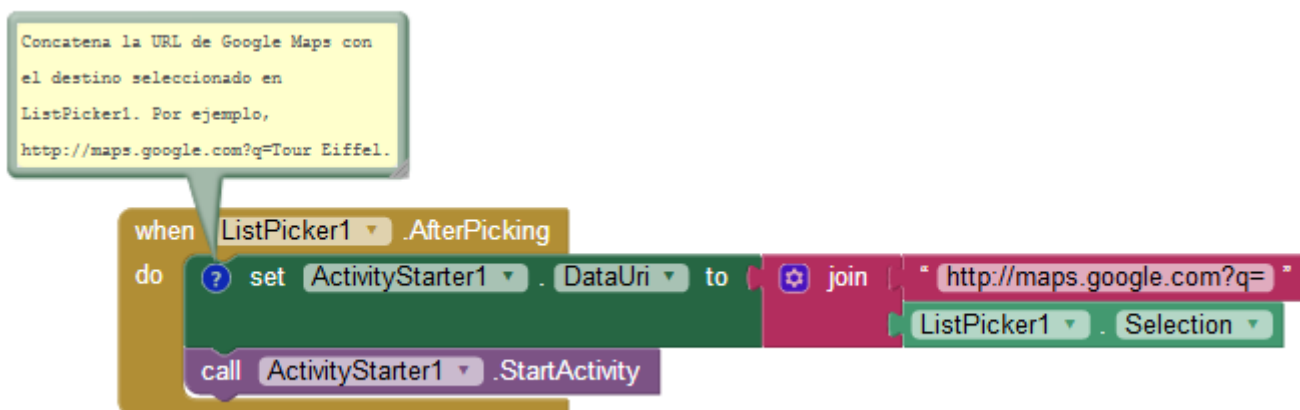 Concatena la URL de Google Maps con
el destino seleccionado en
ListPicker1. Por ejemplo,
http://maps.google.com?q=Tour Eiffel.
when ListPicker1 .AfterPicking
do ? set ActivityStarter1 . DataUri to join “ http://maps.google.com?q= ”
ListPicker1 . Selection
call ActivityStarter1 .StartActivity